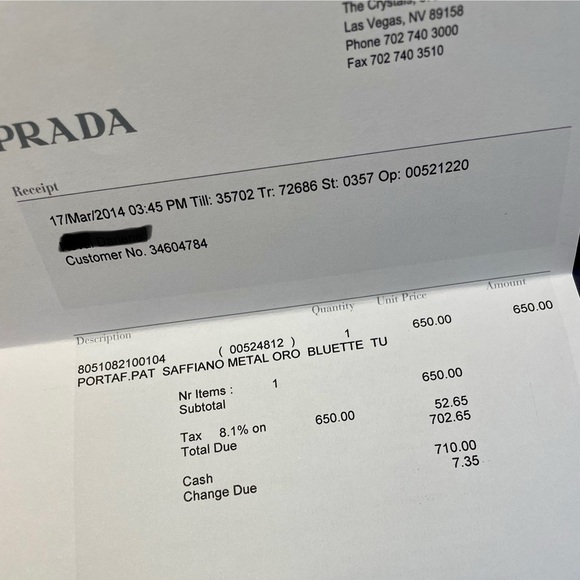 The Crystals,
Las Vegas, NV 89158
Phone 702 740 3000
Fax 702 740 3510
PRADA
Receipt
17/Mar/2014 03:45 PM Till: 35702 Tr: 72686 St: 0357 Op: 00521220
Customer No. 34604784
Description Quantity Unit Price Amount
8051082100104 ( 00524812 ) 1 650.00 650.00
PORTAF.PAT SAFFIANO METAL ORO BLUETTE TU
Nr Items : 1
Subtotal 650.00
Tax 8.1% on 650.00 52.65
Total Due 702.65
Cash 710.00
Change Due 7.35